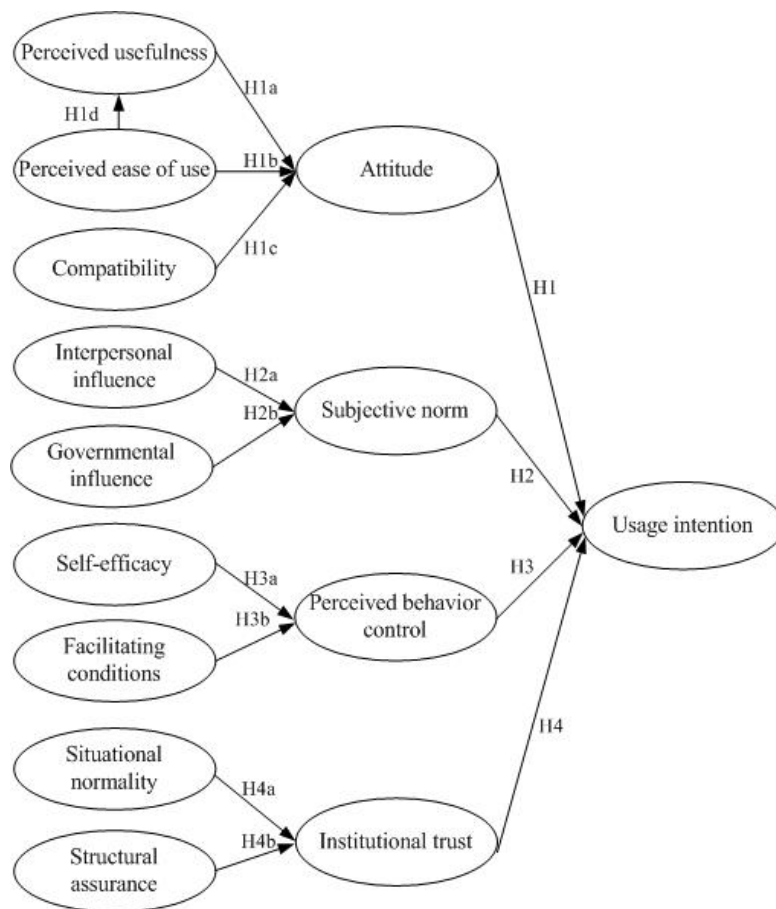 Perceived usefulness
H1a
H1d
Perceived ease of use
H1b
Attitude
H1c
Compatibility
H1
Interpersonal
influence
H2a
Subjective norm
H2b
Governmental
influence
H2
Usage intention
Self-efficacy
H3a
H3
Perceived behavior
control
H3b
Facilitating
conditions
H4
Situational
normality
H4a
Institutional trust
H4b
Structural
assurance